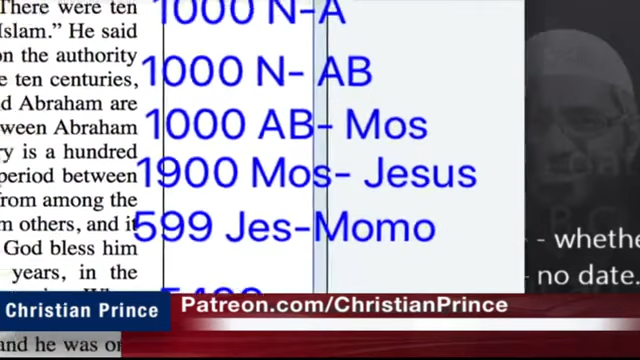 There were ten
Islam.” He said
on the authority
e ten centuries,
d Abraham are
ween Abraham
ry is a hundred
period between
from among the
m others, and it
God bless him
years, in the
and he was
1000 N-A
1000 N- AB
1000 AB- Mos
1900 Mos- Jesus
599 Jes-Momo
- whethe
no date.
Christian Prince
Patreon.com/ChristianPrince